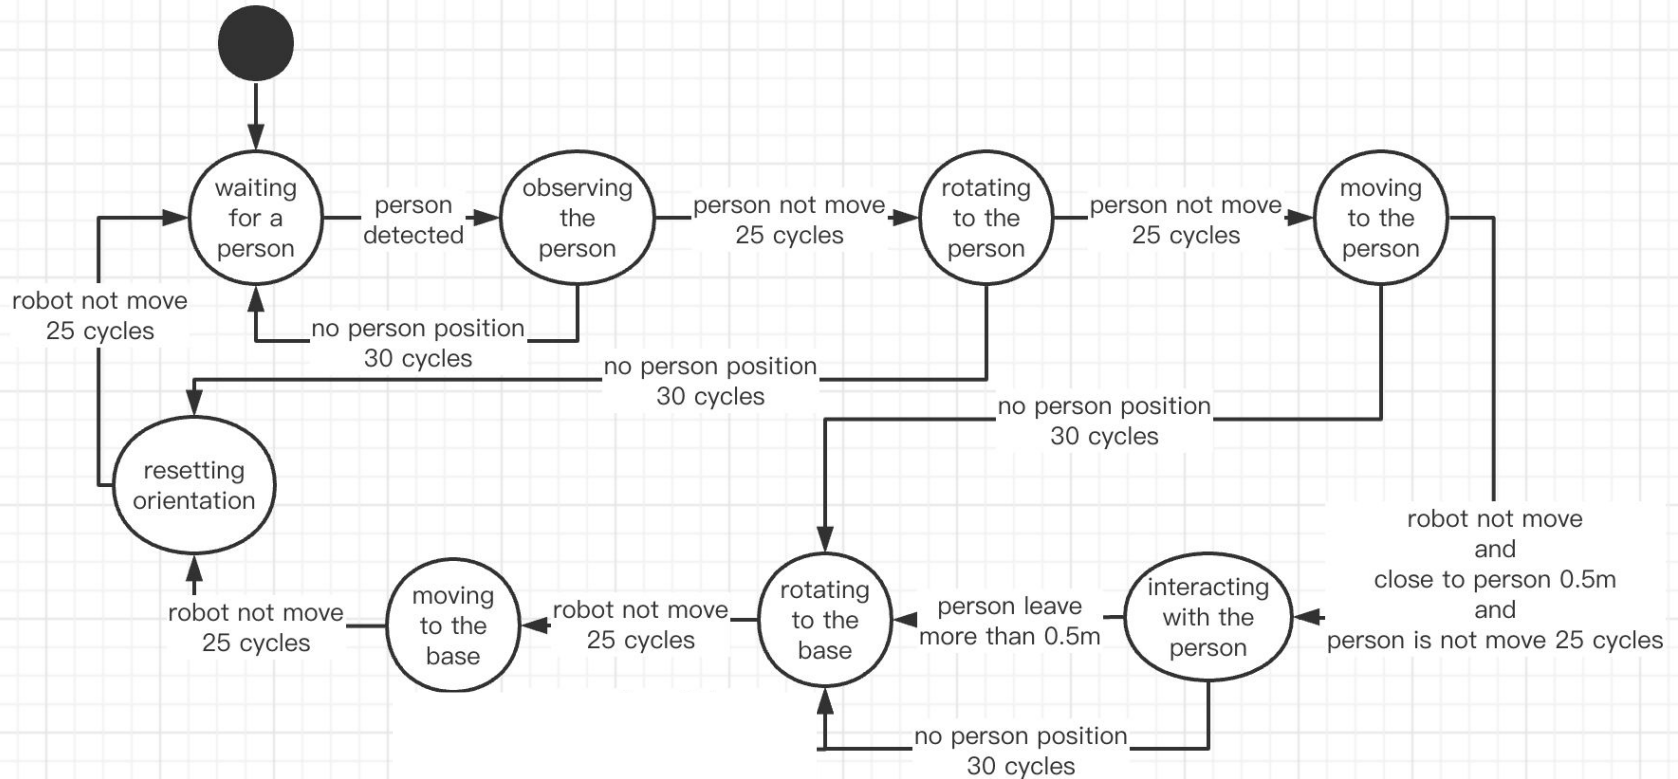 waiting
for a
person
person
detected
observing
the
person
person not move
25 cycles
rotating
to the
person
person not move
25 cycles
moving
to the
person
robot not move
25 cycles
no person position
30 cycles
no person position
30 cycles
no person position
30 cycles
resetting
orientation
robot not move
and
close to person 0.5m
and
person is not move 25 cycles
robot not move
25 cycles
moving
to the
base
robot not move
25 cycles
rotating
to the
base
person leave
more than 0.5m
interacting
with the
person
no person position
30 cycles